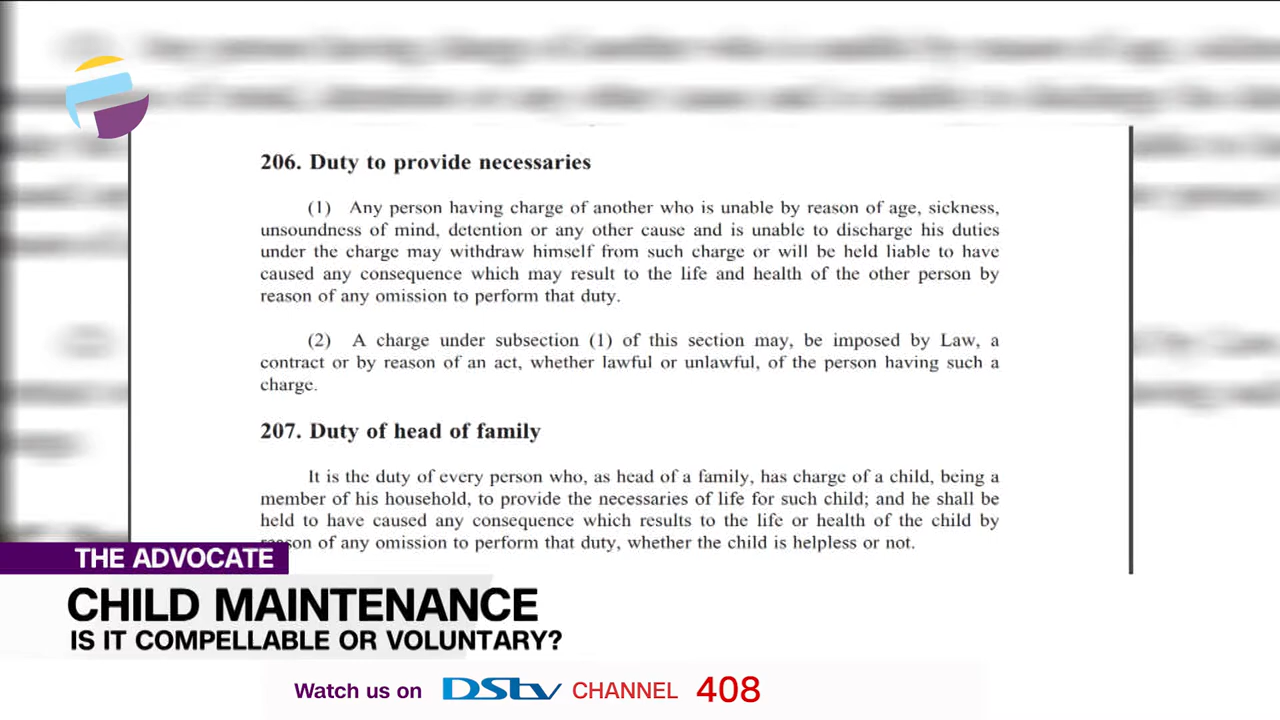 206. Duty to provide necessaries
(1) Any person having charge of another who is unable by reason of age, sickness,
unsoundness of mind, detention or any other cause and is unable to discharge his duties
under the charge may withdraw himself from such charge or will be held liable to have
caused any consequence which may result to the life and health of the other person by
reason of any omission to perform that duty.
(2) A charge under subsection (1) of this section may, be imposed by Law, a
contract or by reason of an act, whether lawful or unlawful, of the person having such a
charge.
207. Duty of head of family
It is the duty of every person who, as head of a family, has charge of a child, being a
member of his household, to provide the necessaries of life for such child; and he shall be
held to have caused any consequence which results to the life or health of the child by
reason of any omission to perform that duty, whether the child is helpless or not.
THE ADVOCATE
CHILD MAINTENANCE
IS IT COMPELLABLE OR VOLUNTARY?
Watch us on DStv CHANNEL 408